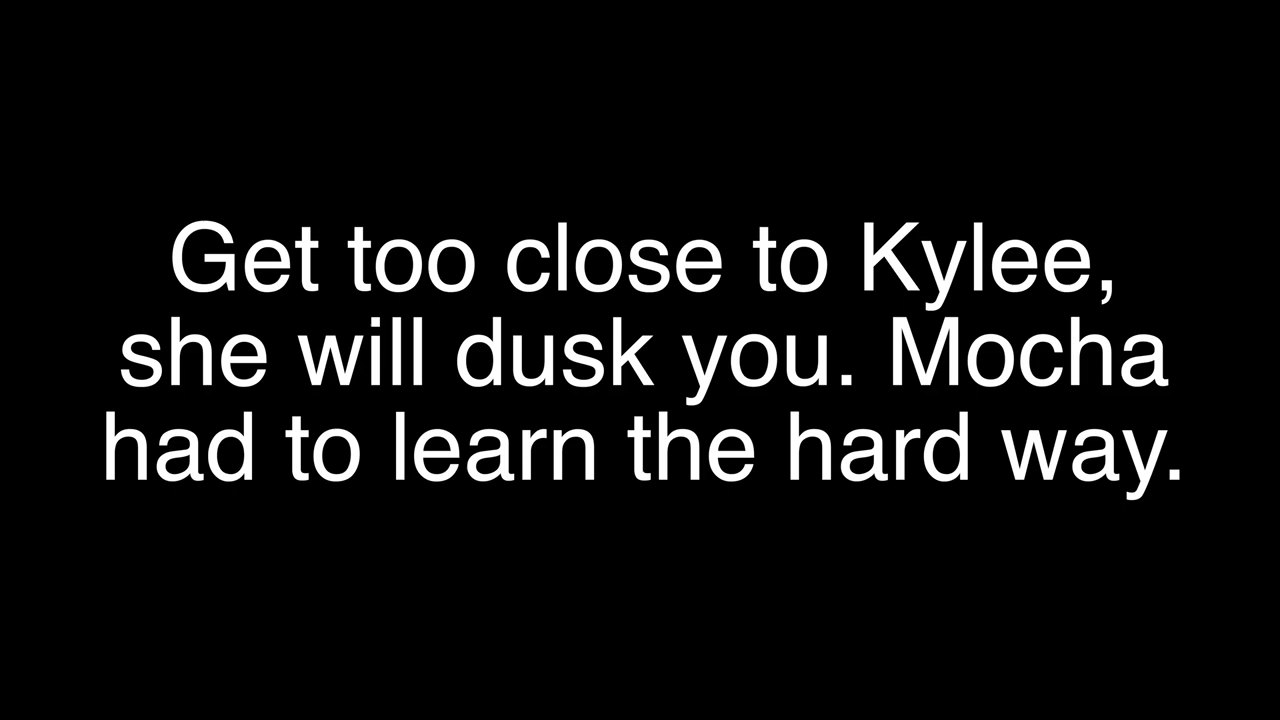 Get too close to Kylee,
she will dusk you. Mocha
had to learn the hard way.